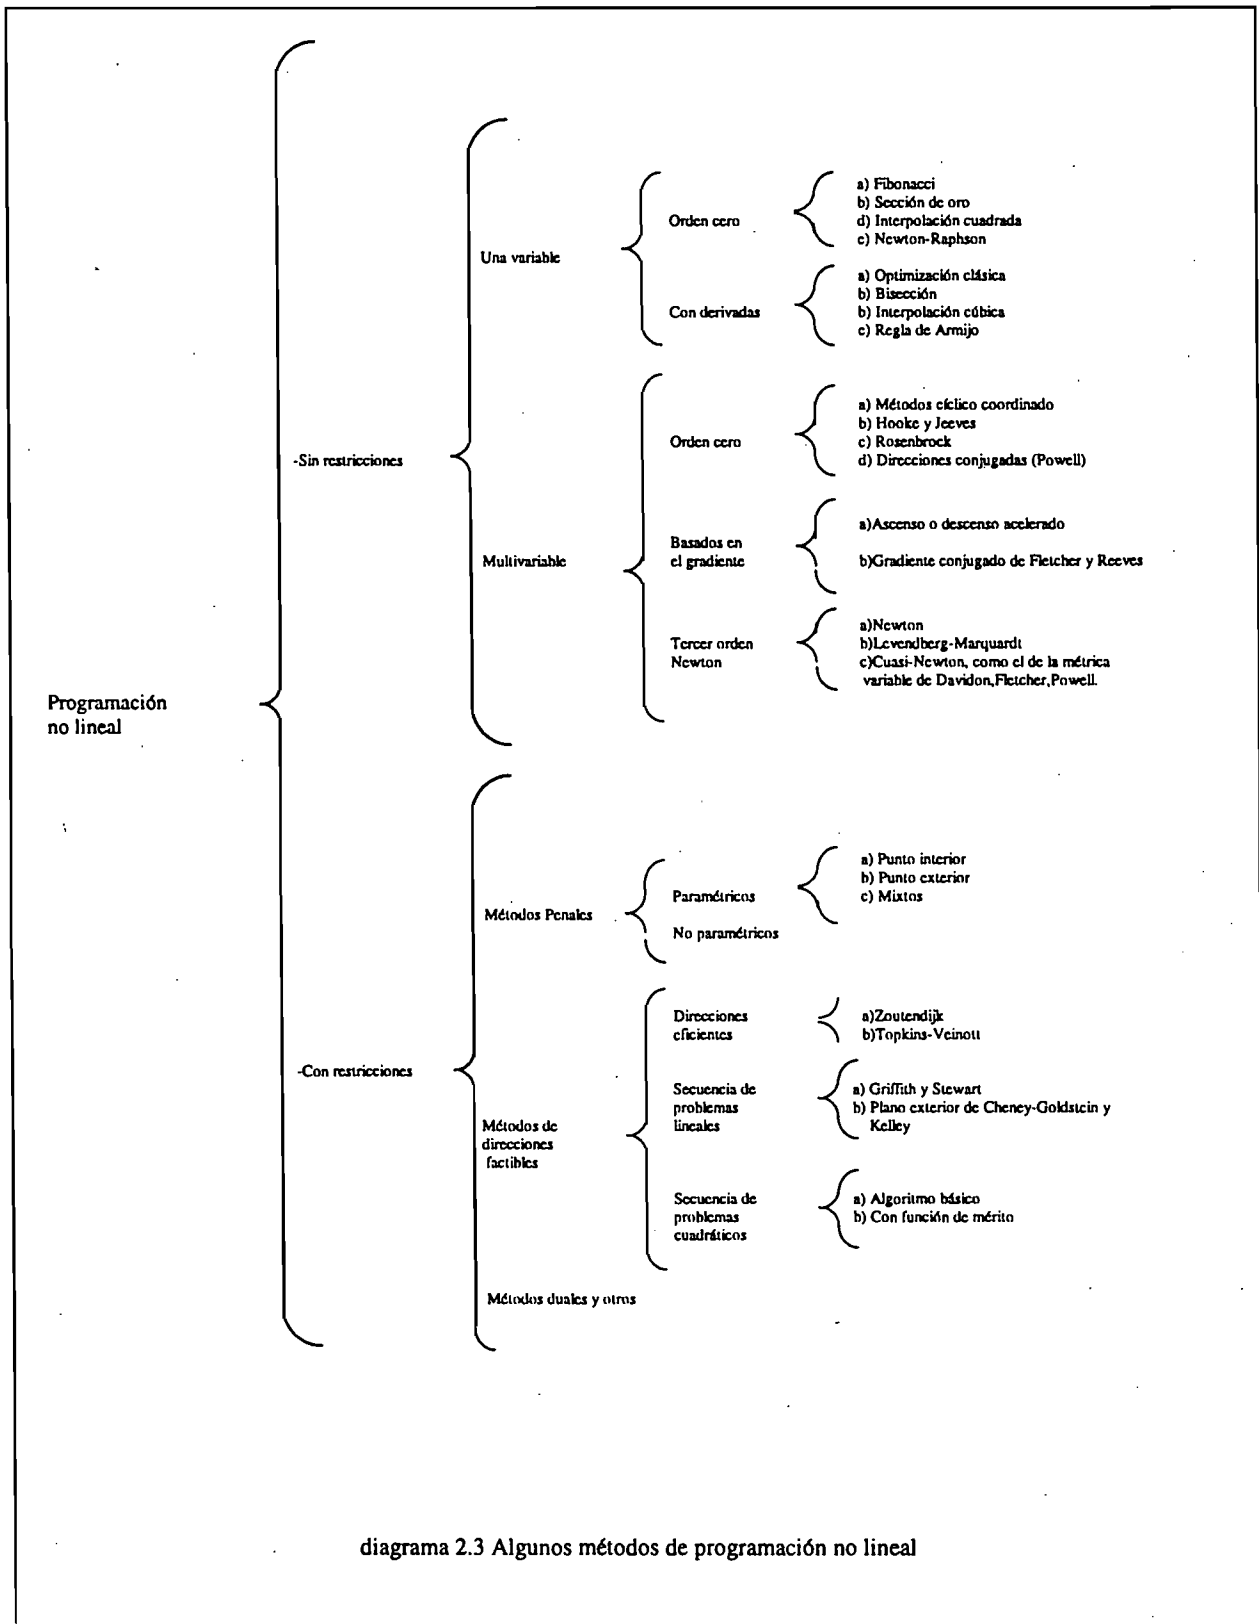 Programación
no lineal
-Sin restricciones
Una variable
Orden cero
a) Fibonacci
b) Sección de oro
d) Interpolación cuadrada
c) Newton-Raphson
Con derivadas
a) Optimización clásica
b) Bisección
b) Interpolación cúbica
c) Regla de Armijo
Multivariable
Orden cero
a) Métodos cíclico coordinado
b) Hooke y Jeeves
c) Rosenbrock
d) Direcciones conjugadas (Powell)
Basados en
el gradiente
a)Ascenso o descenso acelerado
b)Gradiente conjugado de Fletcher y Reeves
Tercer orden
Newton
a)Newton
b)Levendberg-Marquardt
c)Cuasi-Newton, como el de la métrica
variable de Davidon,Fletcher,Powell.
-Con restricciones
Métodos Penales
Paramétricos
a) Punto interior
b) Punto exterior
c) Mixtos
No paramétricos
Métodos de
direcciones
factibles
Direcciones
eficientes
a)Zoutendijk
b)Topkins-Veinott
Secuencia de
problemas
lineales
a) Griffith y Stewart
b) Plano exterior de Cheney-Goldstein y
Kelley
Secuencia de
problemas
cuadráticos
a) Algoritmo básico
b) Con función de mérito
Métodos duales y otros
diagrama 2.3 Algunos métodos de programación no lineal